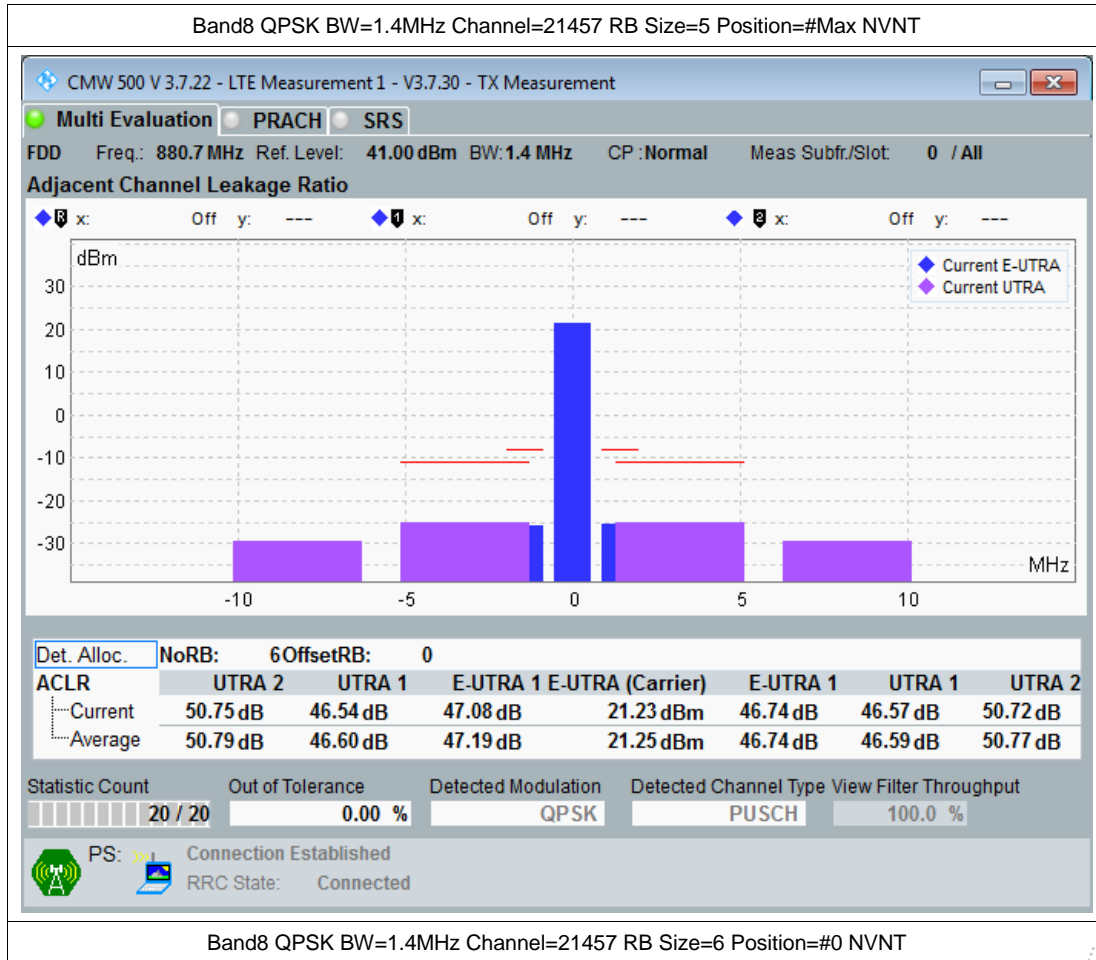 Band8 QPSK BW=1.4MHz Channel=21457 RB Size=5 Position=#Max NVNT
CMW 500 V 3.7.22 - LTE Measurement 1 - V3.7.30 - TX Measurement
Multi Evaluation PRACH SRS
FDD Freq.: 880.7 MHz Ref. Level: 41.00 dBm BW: 1.4 MHz CP : Normal Meas Subfr./Slot: 0 / All
Adjacent Channel Leakage Ratio
R x: Off y: --- 1 x: Off y: --- 2 x: Off y: ---
dBm
Current E-UTRA
Current UTRA
30
20
10
0
-10
-20
-30
MHz
-10 -5 0 5 10
Det. Alloc. NoRB: 6 OffsetRB: 0
ACLR UTRA 2 UTRA 1 E-UTRA 1 E-UTRA (Carrier) E-UTRA 1 UTRA 1 UTRA 2
Current 50.75 dB 46.54 dB 47.08 dB 21.23 dBm 46.74 dB 46.57 dB 50.72 dB
Average 50.79 dB 46.60 dB 47.19 dB 21.25 dBm 46.74 dB 46.59 dB 50.77 dB
Statistic Count Out of Tolerance Detected Modulation Detected Channel Type View Filter Throughput
20 / 20 0.00 % QPSK PUSCH 100.0 %
PS: Connection Established
RRC State: Connected
Band8 QPSK BW=1.4MHz Channel=21457 RB Size=6 Position=#0 NVNT